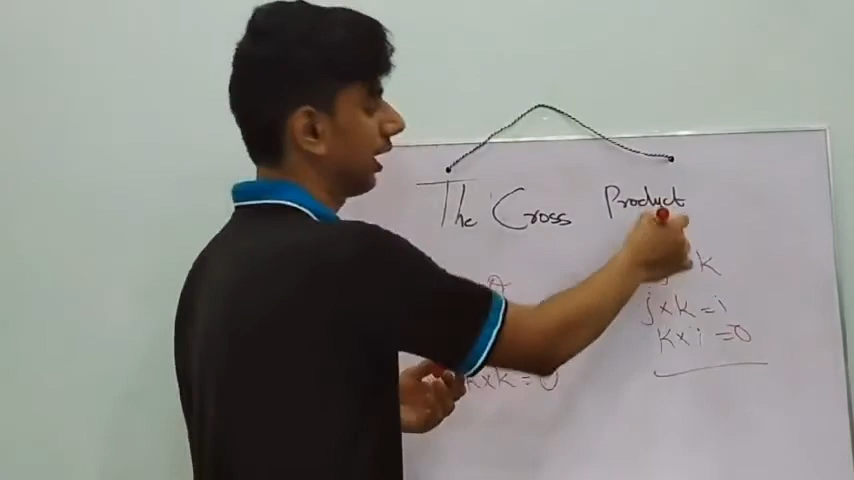 The Cross Product
k
j x k = i
k x i = 0
k x k = 0